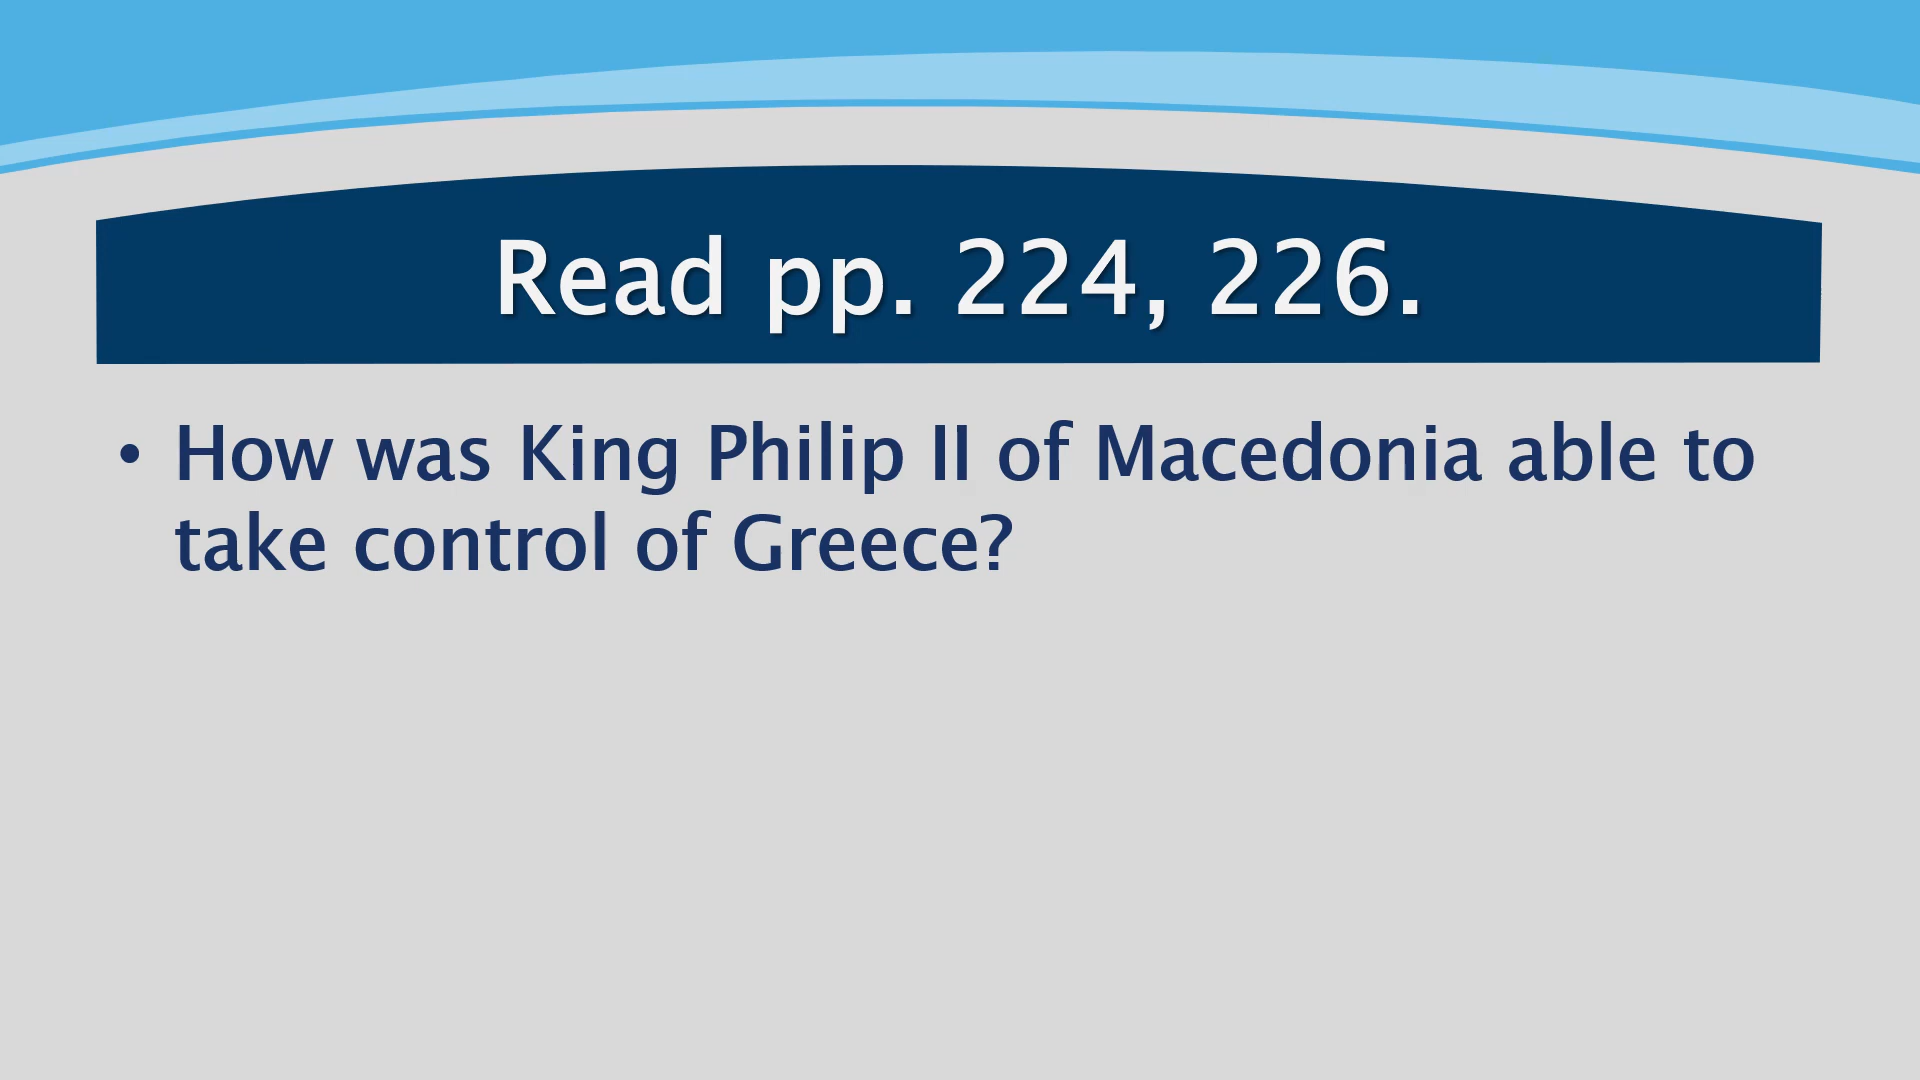 Read pp. 224, 226.
• How was King Philip II of Macedonia able to
take control of Greece?